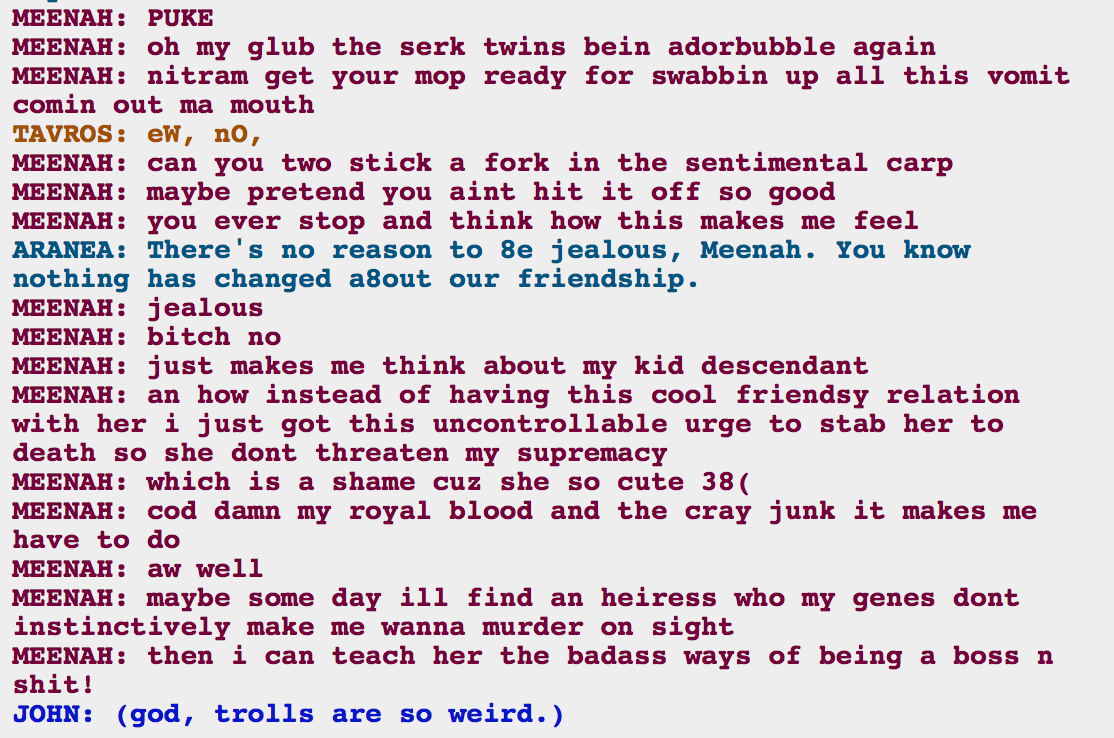 MEENAH: PUKE
MEENAH: oh my glub the serk twins bein adorbubble again
MEENAH: nitram get your mop ready for swabbin up all this vomit
comin out ma mouth
TAVROS: eW, nO,
MEENAH: can you two stick a fork in the sentimental carp
MEENAH: maybe pretend you aint hit it off so good
MEENAH: you ever stop and think how this makes me feel
ARANEA: There's no reason to 8e jealous, Meenah. You know
nothing has changed a8out our friendship.
MEENAH: jealous
MEENAH: bitch no
MEENAH: just makes me think about my kid descendant
MEENAH: an how instead of having this cool friendsy relation
with her i just got this uncontrollable urge to stab her to
death so she dont threaten my supremacy
MEENAH: which is a shame cuz she so cute 38(
MEENAH: cod damn my royal blood and the cray junk it makes me
have to do
MEENAH: aw well
MEENAH: maybe some day ill find an heiress who my genes dont
instinctively make me wanna murder on sight
MEENAH: then i can teach her the badass ways of being a boss n
shit!
JOHN: (god, trolls are so weird.)